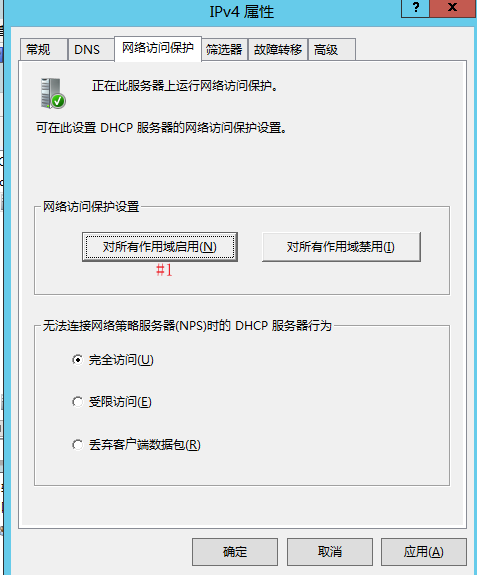 IPv4 属性
?
x
常规
DNS
网络访问保护
筛选器
故障转移
高级
正在此服务器上运行网络访问保护。
可在此设置 DHCP 服务器的网络访问保护设置。
网络访问保护设置
对所有作用域启用(N)
对所有作用域禁用(I)
#1
无法连接网络策略服务器(NPS)时的 DHCP 服务器行为
完全访问(U)
受限访问(E)
丢弃客户端数据包(R)
确定
取消
应用(A)